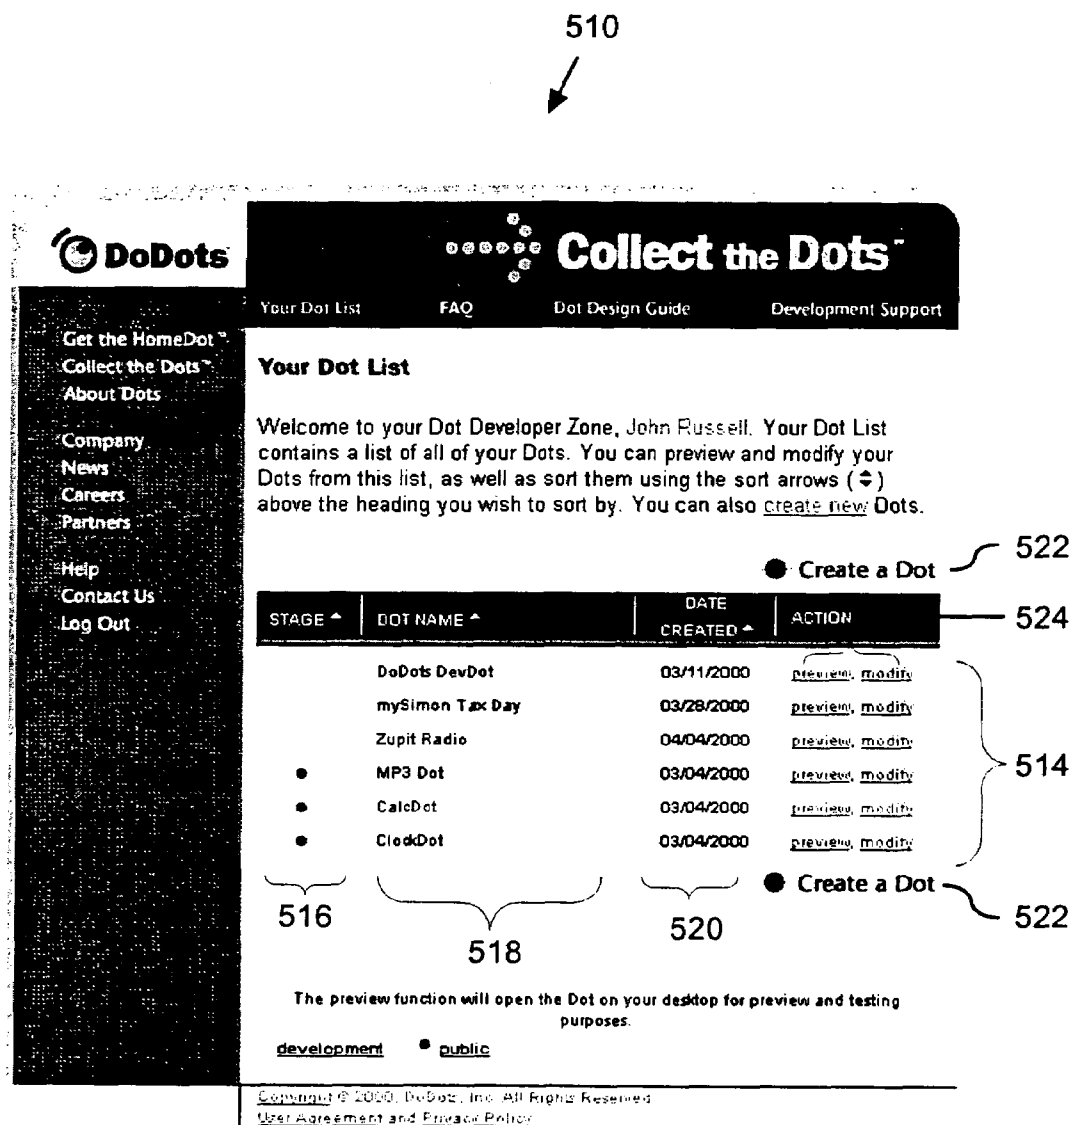 510
DoDots
Collect the Dots™
Your Dot List FAQ Dot Design Guide Development Support
Get the HomeDot™
Collect the Dots™
About Dots
Company
News
Careers
Partners
Help
Contact Us
Log Out
Your Dot List
Welcome to your Dot Developer Zone, John Russell. Your Dot List
contains a list of all of your Dots. You can preview and modify your
Dots from this list, as well as sort them using the sort arrows ( )
above the heading you wish to sort by. You can also create new Dots.
Create a Dot 522
STAGE DOT NAME DATE CREATED ACTION 524
DoDots DevDot 03/11/2000 preview, modify
mySimon Tax Day 03/28/2000 preview, modify
Zupit Radio 04/04/2000 preview, modify
MP3 Dot 03/04/2000 preview, modify 514
CalcDot 03/04/2000 preview, modify
ClockDot 03/04/2000 preview, modify
Create a Dot 522
516 518 520
The preview function will open the Dot on your desktop for preview and testing
purposes.
development • public
Copyright © 2000, DoDots, Inc. All Rights Reserved
User Agreement and Privacy Policy